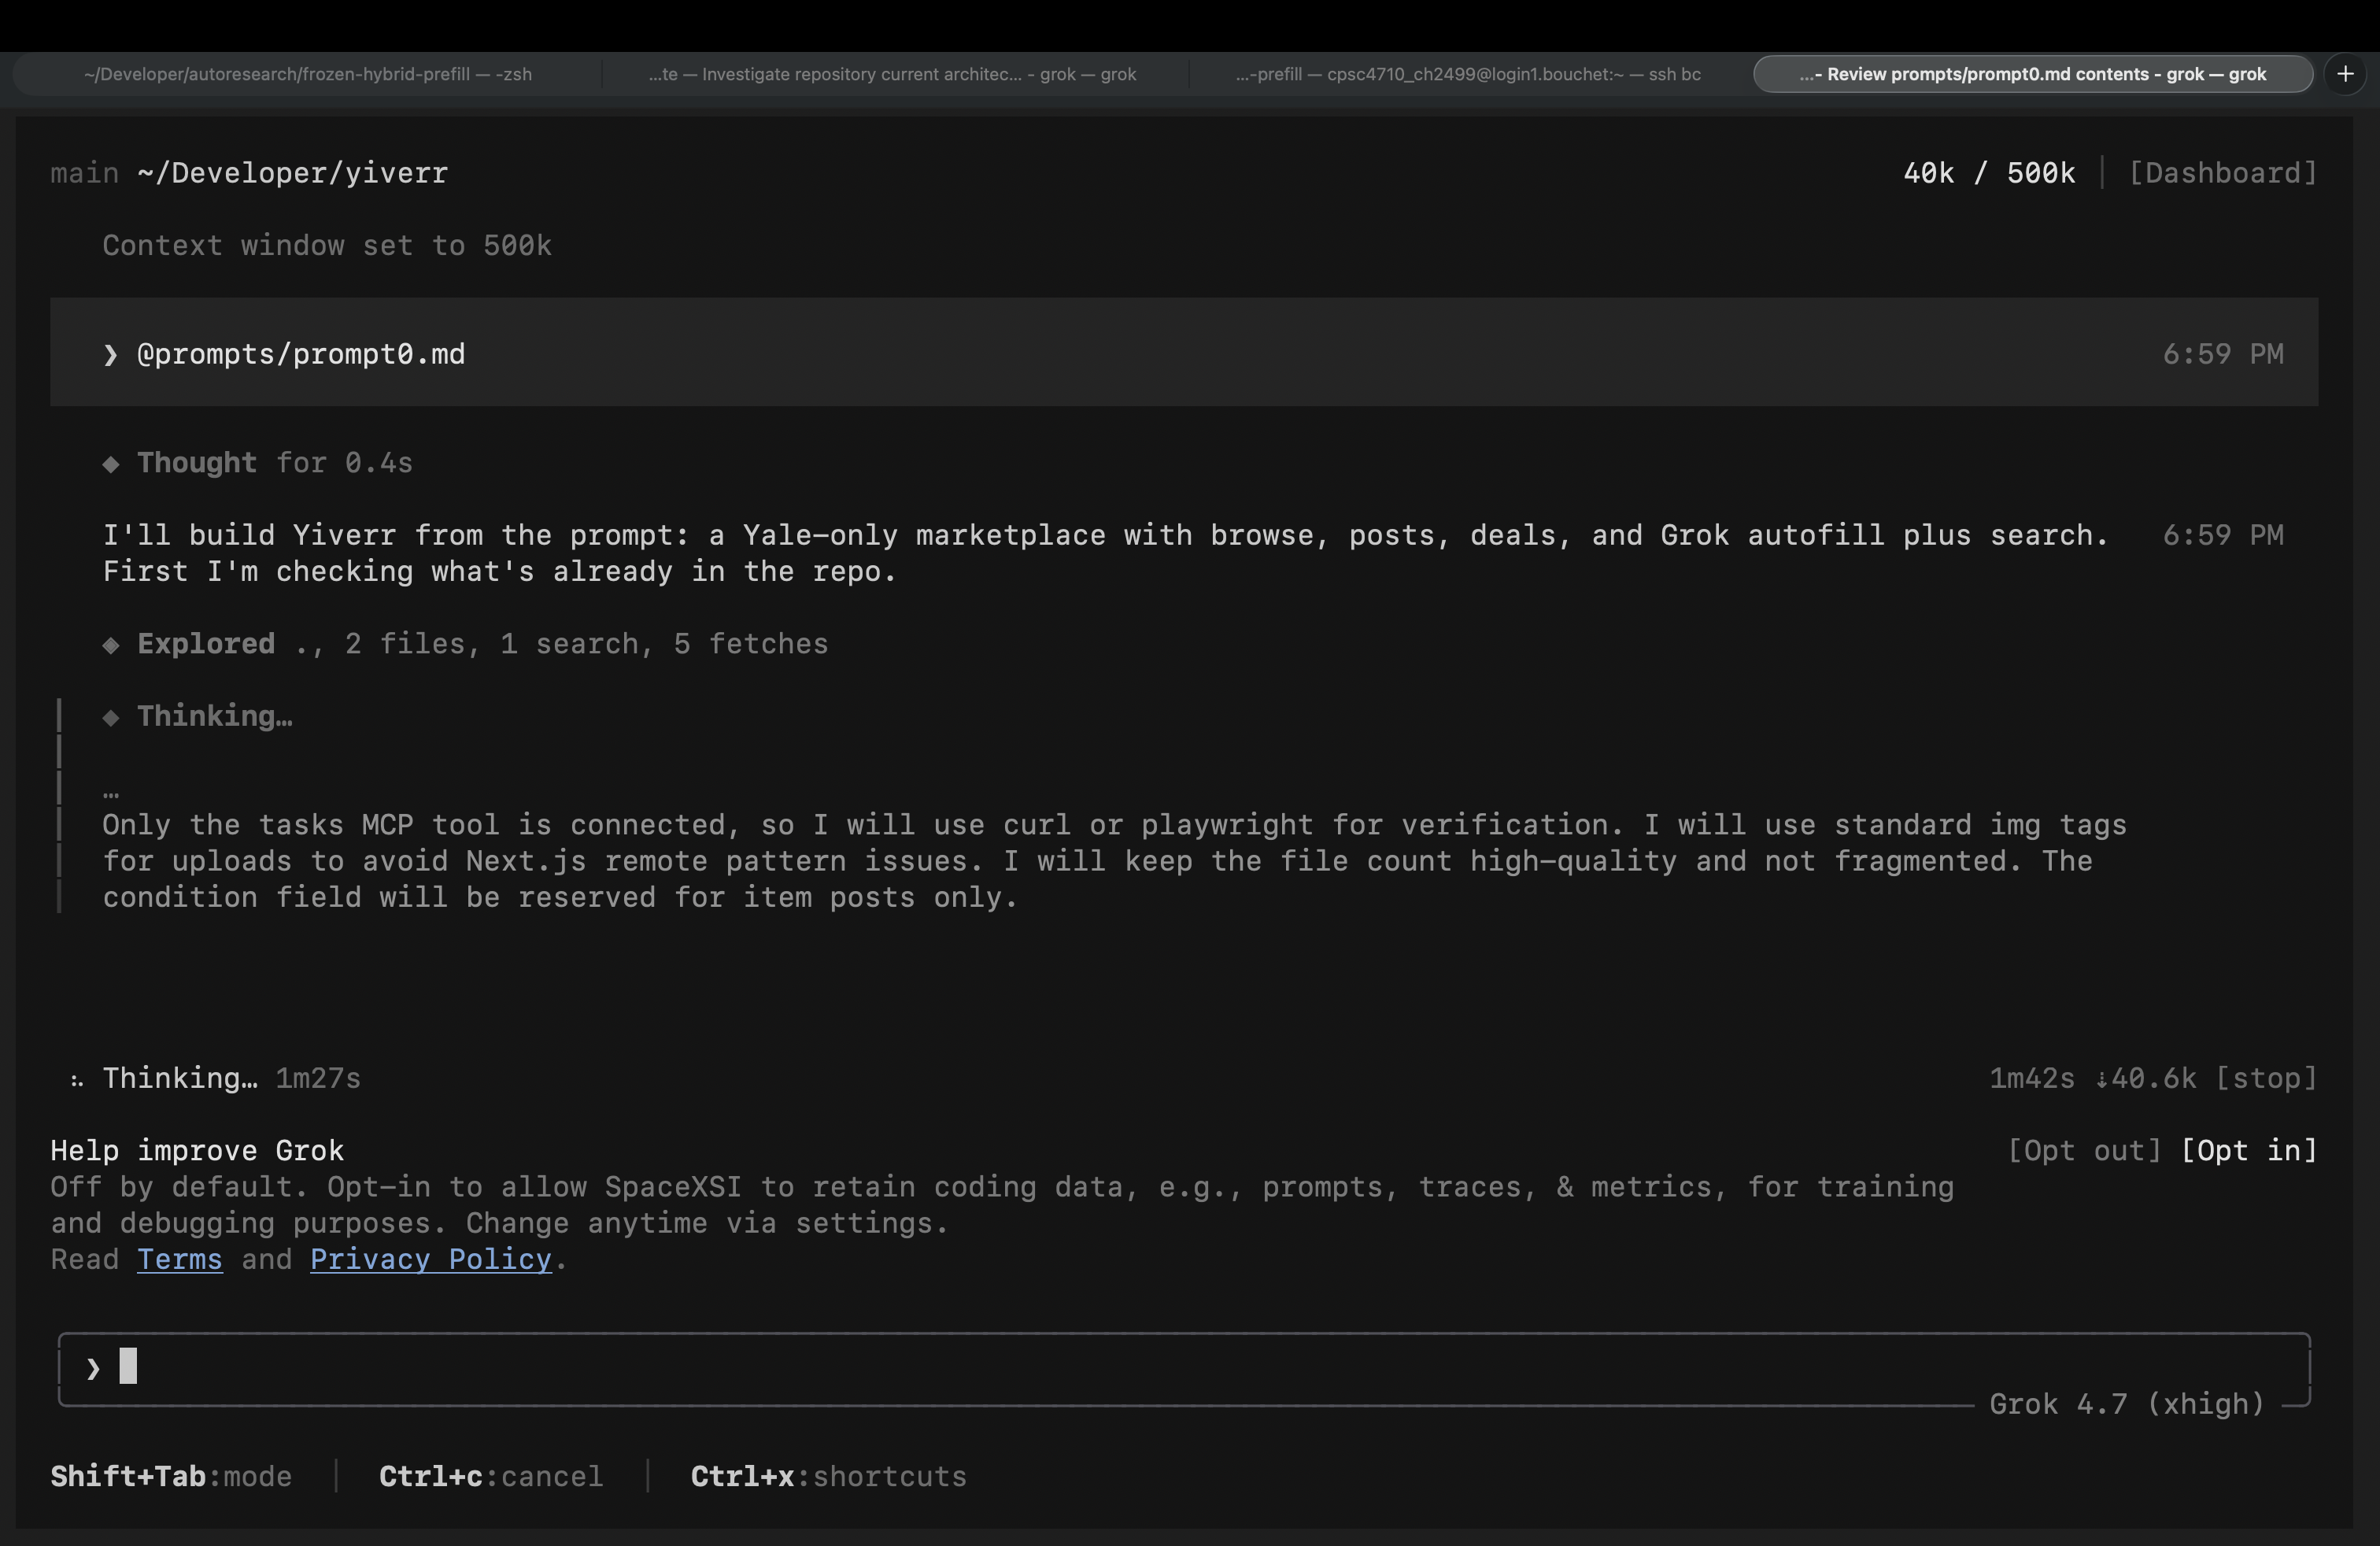 ~/Developer/autoresearch/frozen-hybrid-prefill — -zsh
...te — Investigate repository current architec... - grok — grok
...-prefill — cpsc4710_ch2499@login1.bouchet:~ — ssh bc
...- Review prompts/prompt0.md contents - grok — grok
+
main ~/Developer/yiverr
40k / 500k │ [Dashboard]
Context window set to 500k
❯ @prompts/prompt0.md 6:59 PM
◆ Thought for 0.4s
I'll build Yiverr from the prompt: a Yale-only marketplace with browse, posts, deals, and Grok autofill plus search. 6:59 PM
First I'm checking what's already in the repo.
◈ Explored ., 2 files, 1 search, 5 fetches
◆ Thinking…
…
Only the tasks MCP tool is connected, so I will use curl or playwright for verification. I will use standard img tags
for uploads to avoid Next.js remote pattern issues. I will keep the file count high-quality and not fragmented. The
condition field will be reserved for item posts only.
Thinking… 1m27s
1m42s ⇣40.6k [stop]
Help improve Grok
[Opt out] [Opt in]
Off by default. Opt-in to allow SpaceXSI to retain coding data, e.g., prompts, traces, & metrics, for training
and debugging purposes. Change anytime via settings.
Read Terms and Privacy Policy.
❯
Grok 4.7 (xhigh)
Shift+Tab:mode │ Ctrl+c:cancel │ Ctrl+x:shortcuts